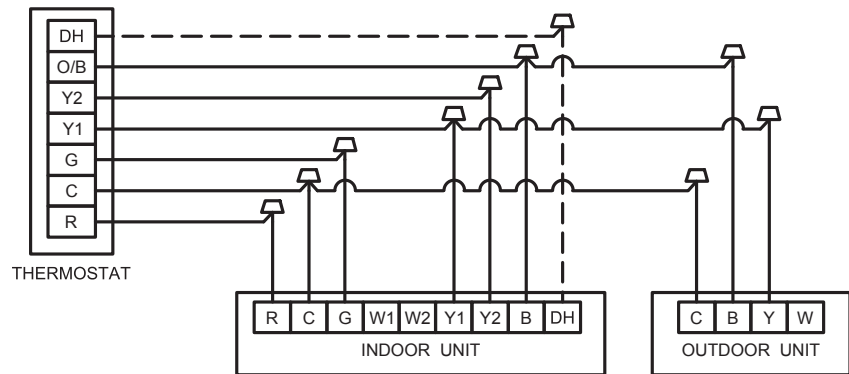 DH
O/B
Y2
Y1
G
C
R
THERMOSTAT
R C G W1 W2 Y1 Y2 B DH
INDOOR UNIT
C B Y W
OUTDOOR UNIT